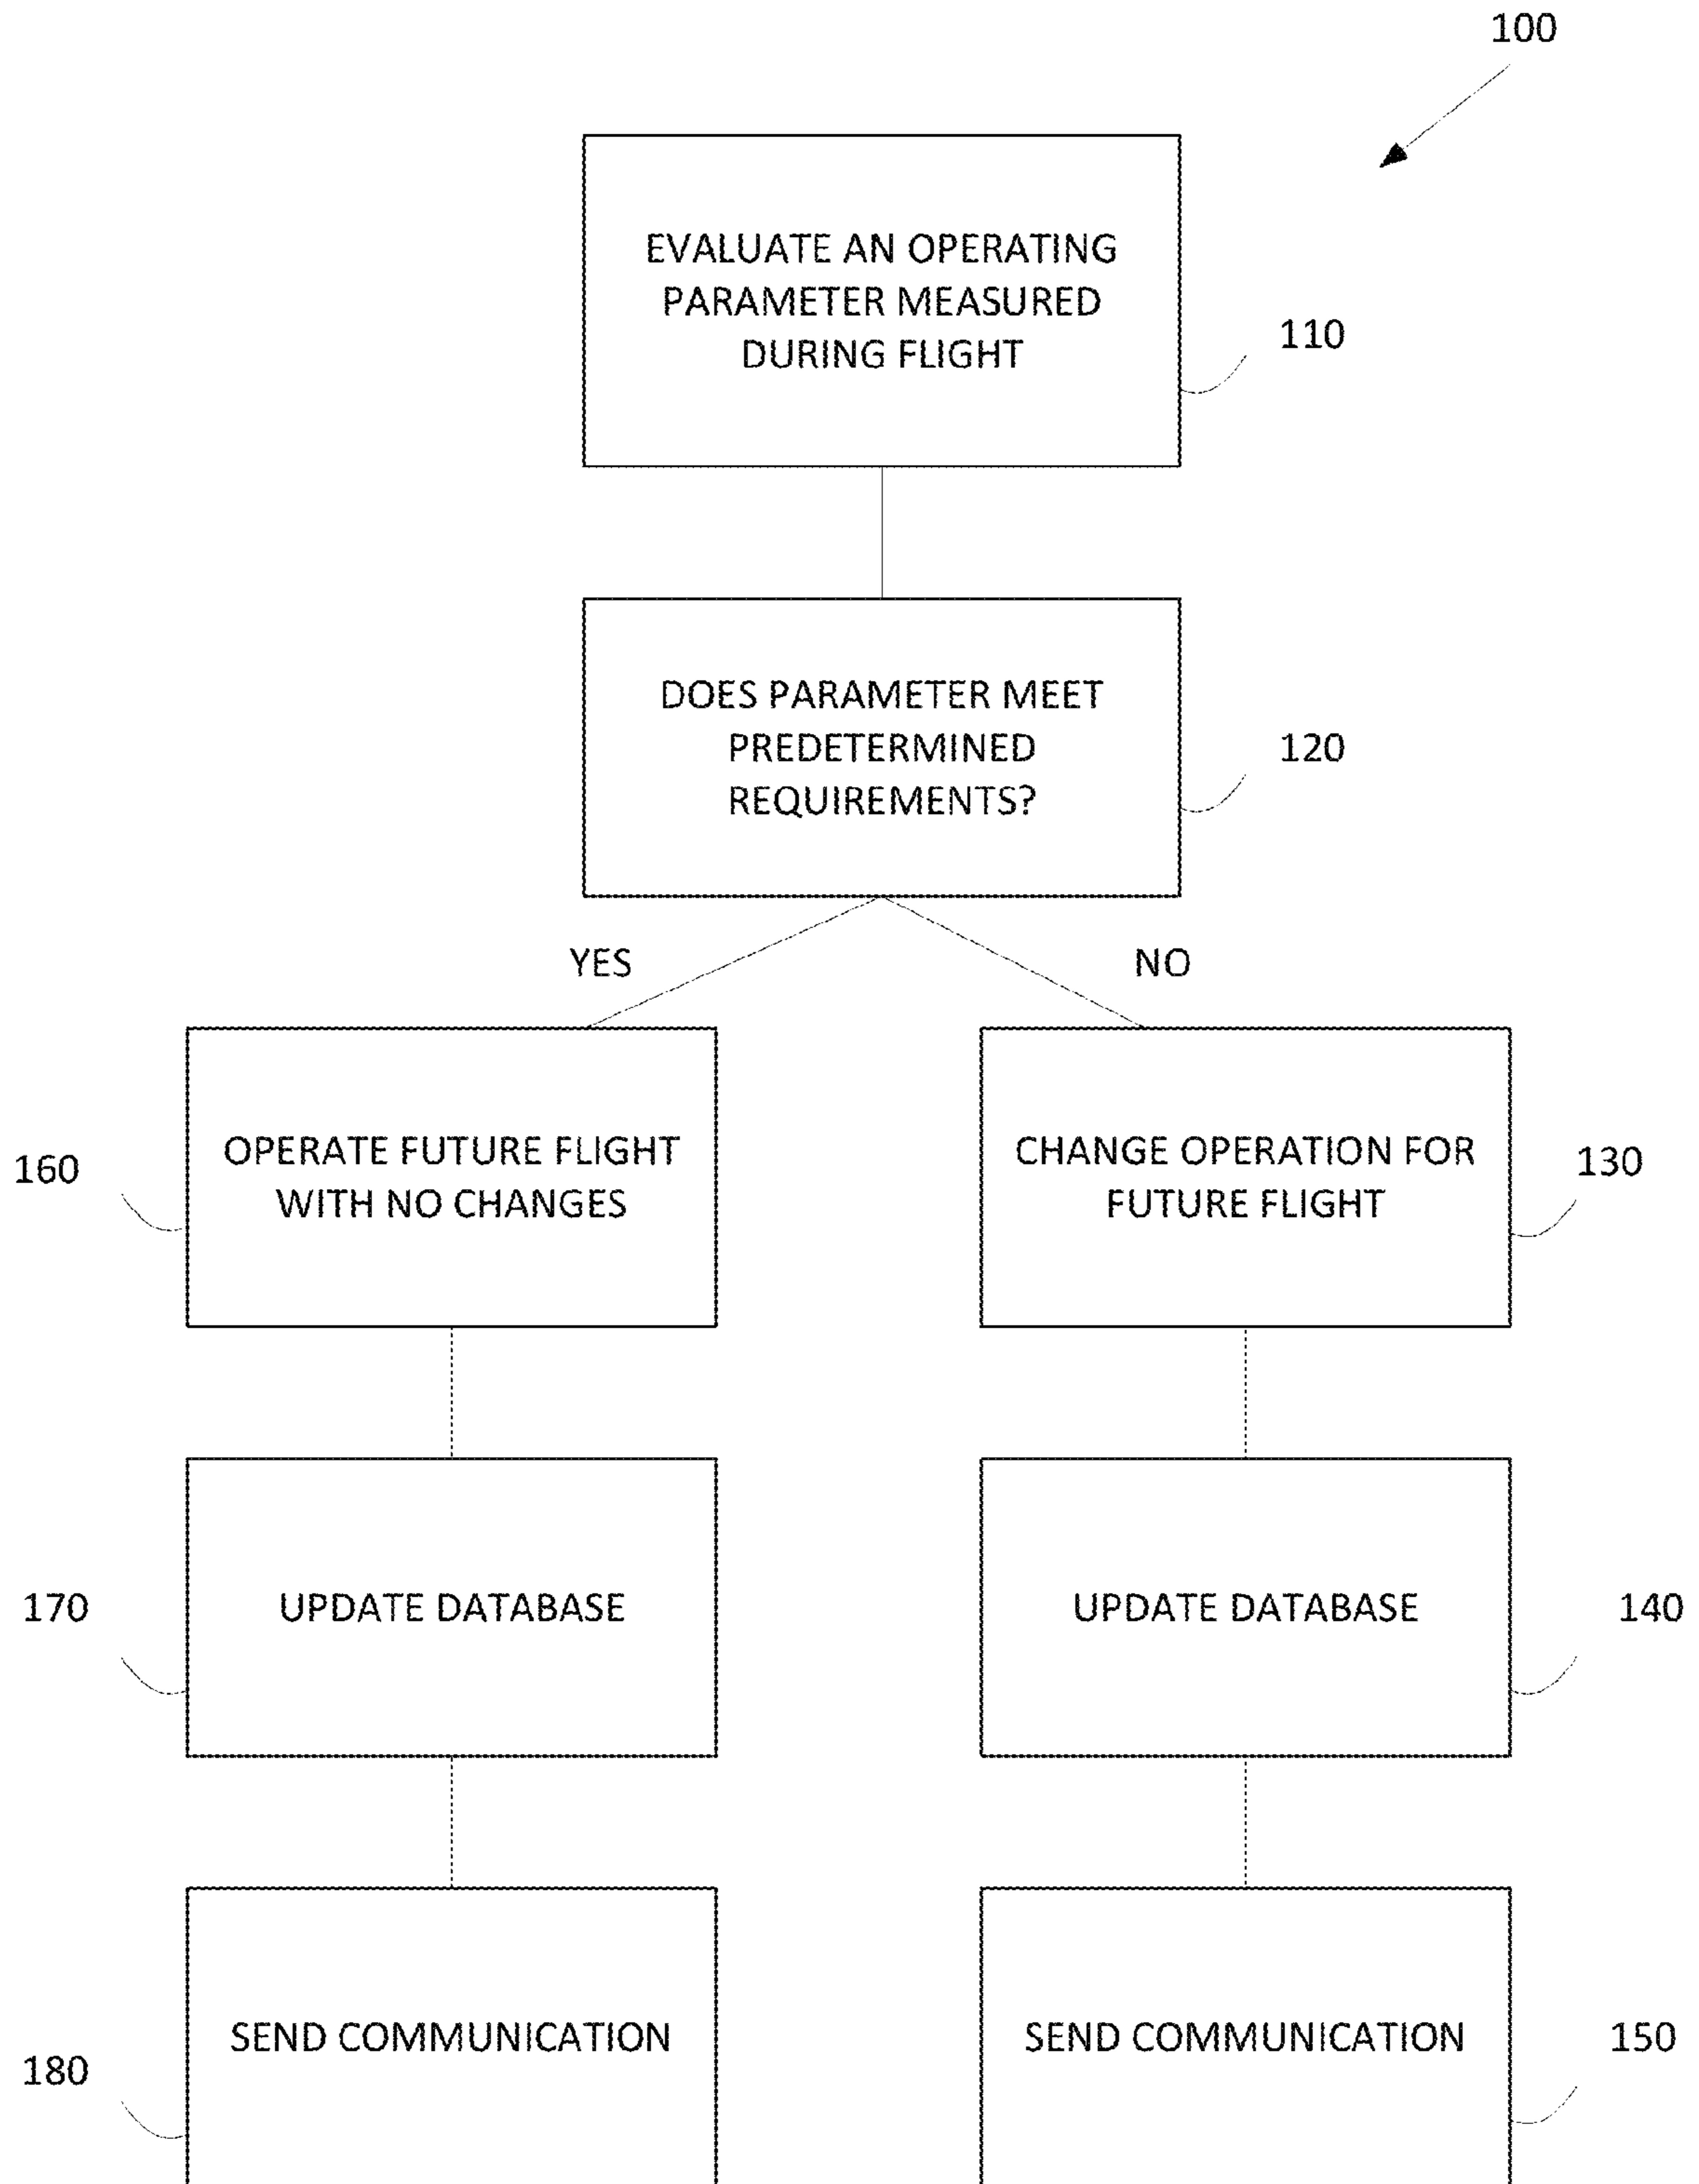 100
EVALUATE AN OPERATING
PARAMETER MEASURED
DURING FLIGHT
110
DOES PARAMETER MEET
PREDETERMINED
REQUIREMENTS?
120
YES
NO
160
OPERATE FUTURE FLIGHT
WITH NO CHANGES
CHANGE OPERATION FOR
FUTURE FLIGHT
130
170
UPDATE DATABASE
UPDATE DATABASE
140
180
SEND COMMUNICATION
SEND COMMUNICATION
150